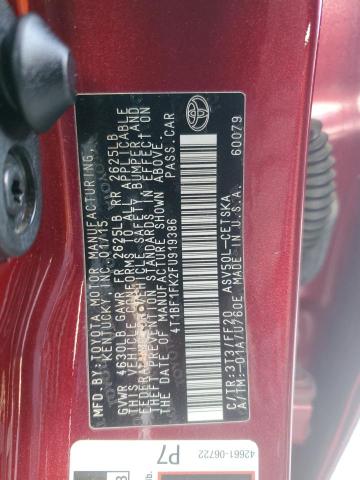 MFD.BY:TOYOTA MOTOR MANUFACTURING,
KENTUCKY, INC. 01/15
GVWR 4630LB GAWR FR 2625LB RR 2625LB
THIS VEHICLE CONFORMS TO ALL APPLICABLE
FEDERAL MOTOR VEHICLE SAFETY, BUMPER, AND
THEFT PREVENTION STANDARDS IN EFFECT ON
THE DATE OF MANUFACTURE SHOWN ABOVE.
4T1BF1FK2FU919386 PASS.CAR
C/TR:3T3/FF20 ASV50L-CETSKA
A/TM:-01A/U760E MADE IN U.S.A. 60079
42661-06722
P7